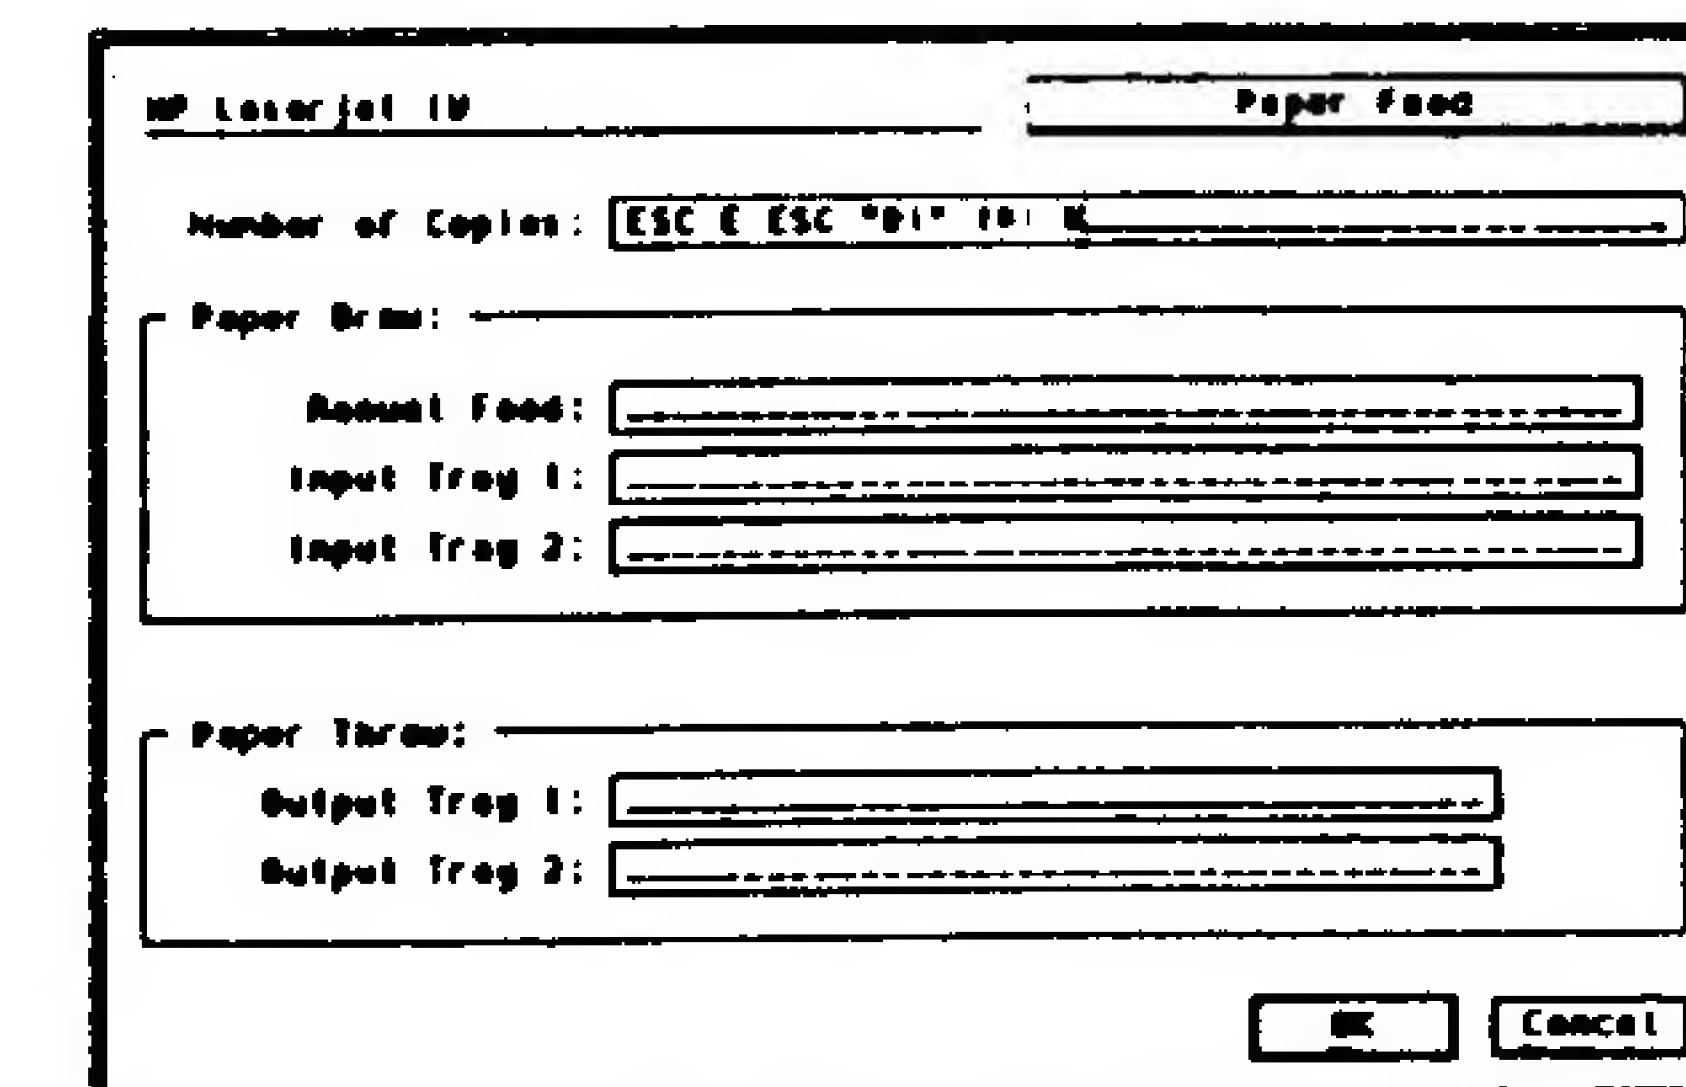 HP Laserjet IV
Paper Feed
Number of Copies: ESC E ESC
Paper Draw:
Manual Feed:
Input Tray 1:
Input Tray 2:
Paper Throw:
Output Tray 1:
Output Tray 2:
OK
Cancel